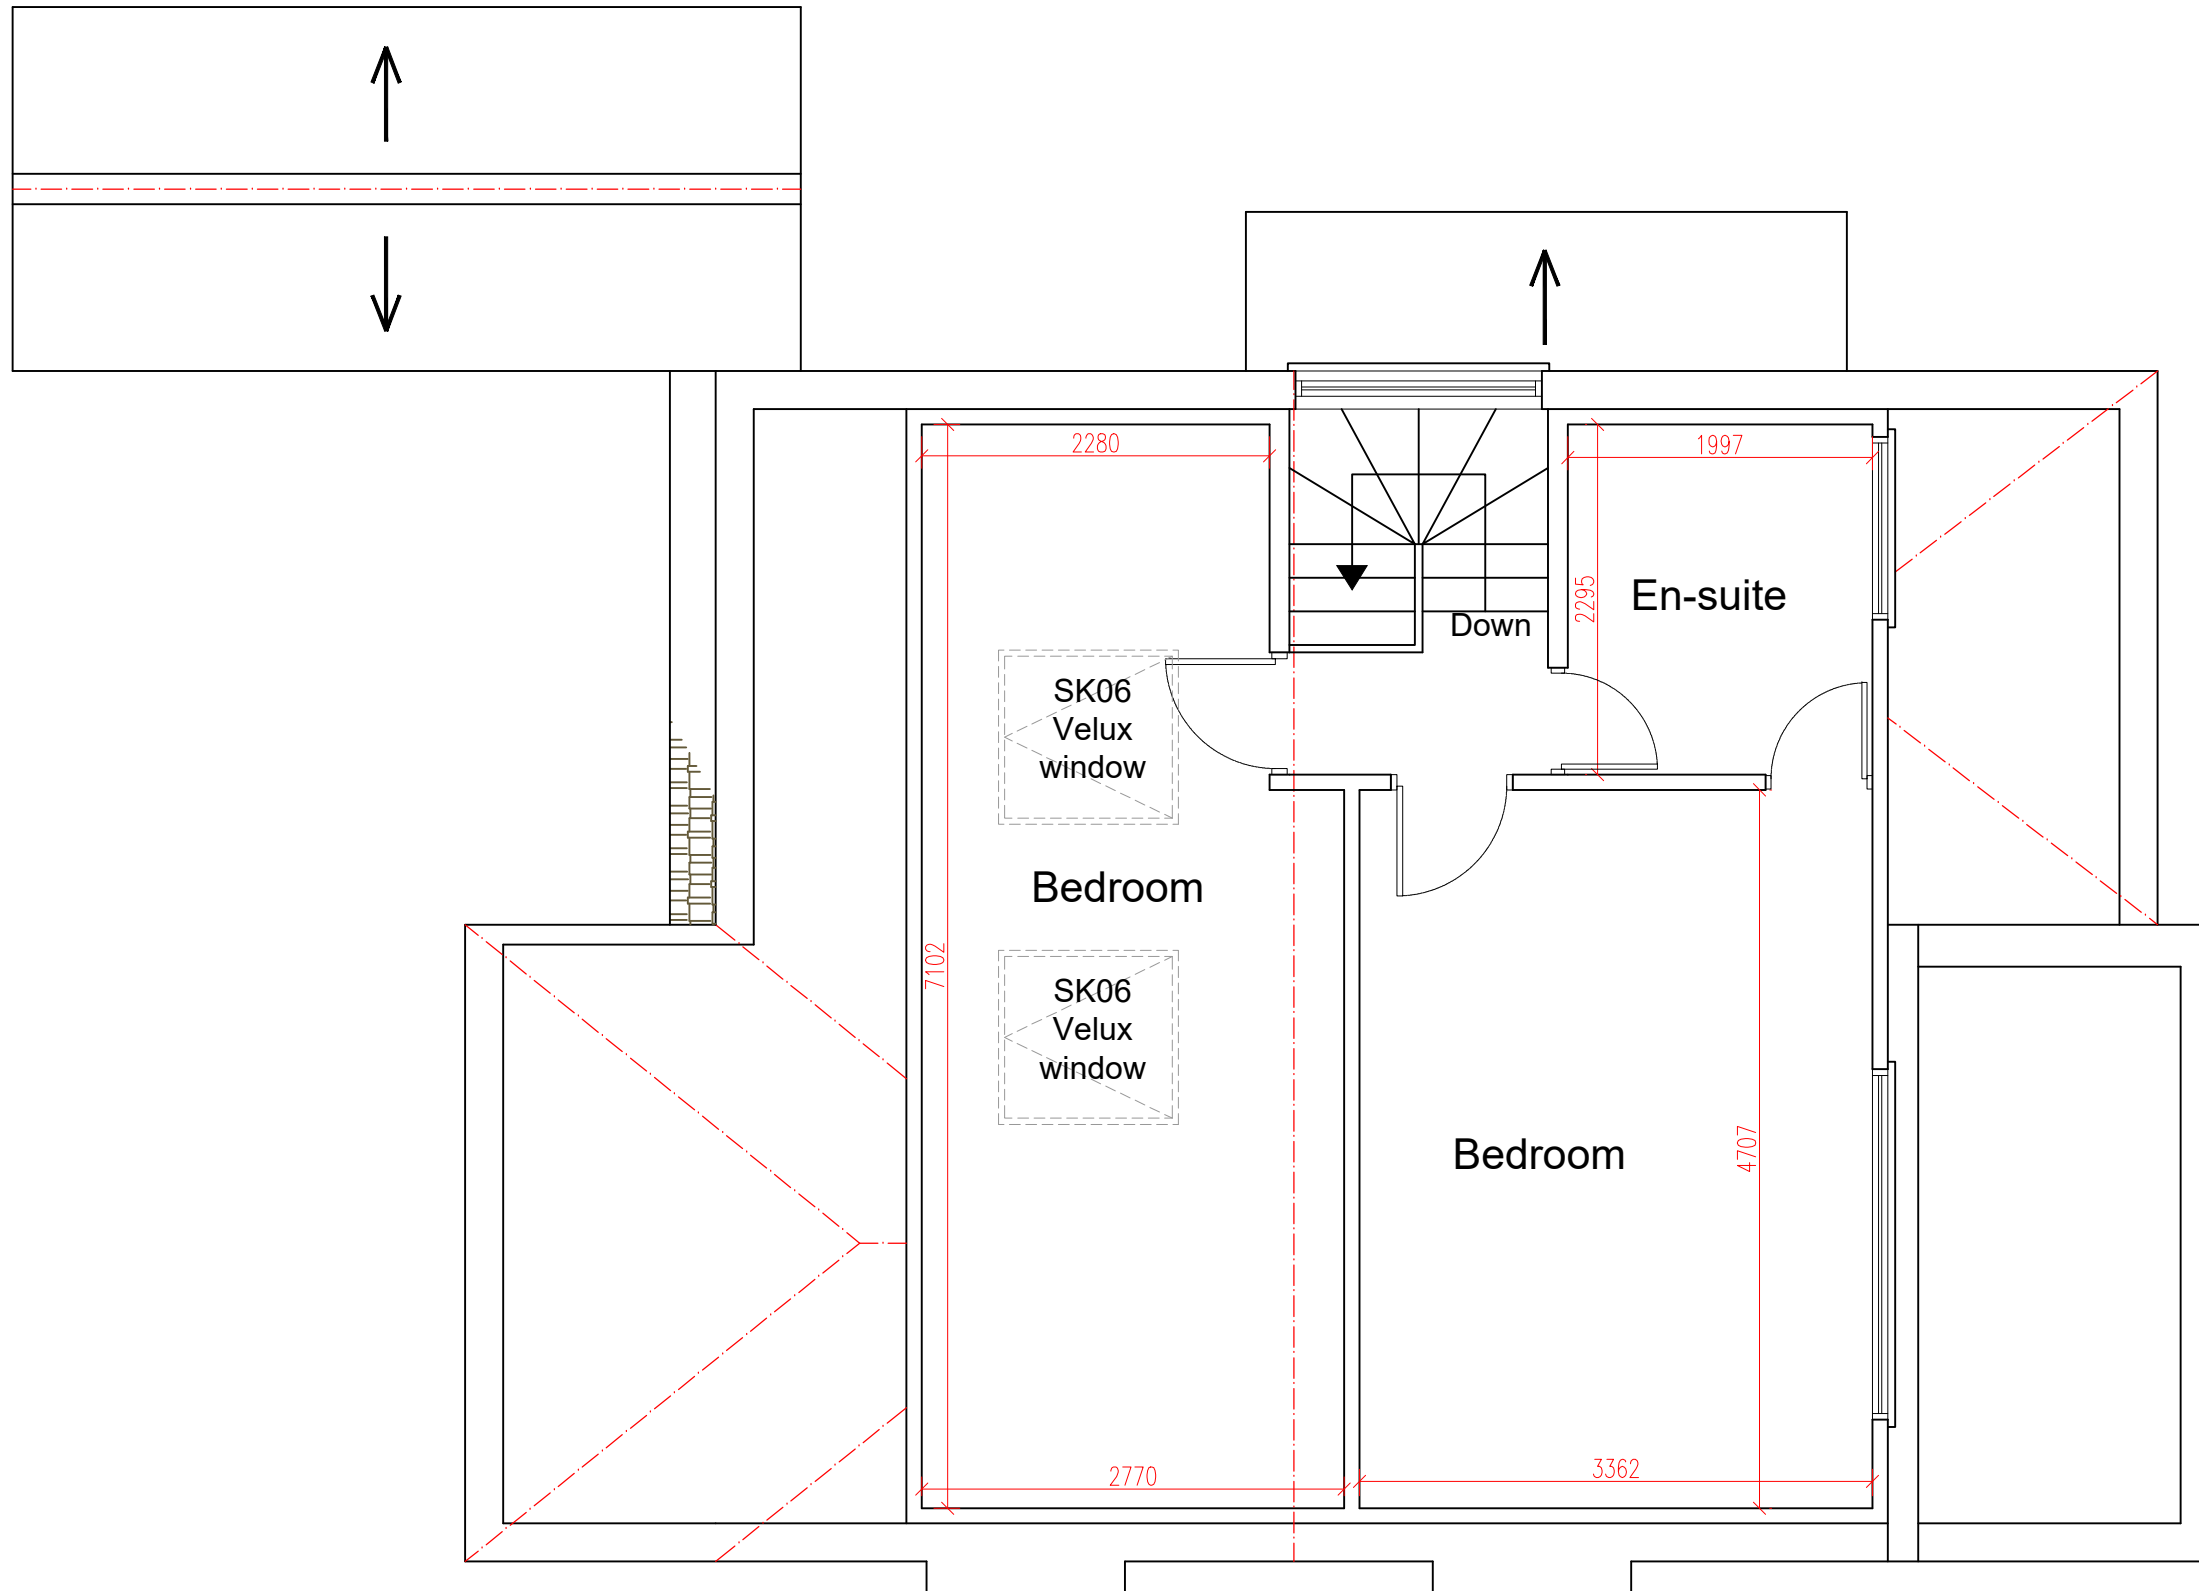 2280
1997
2295
En-suite
Down
SK06
Velux
window
Bedroom
7102
SK06
Velux
window
4707
Bedroom
2770
3362